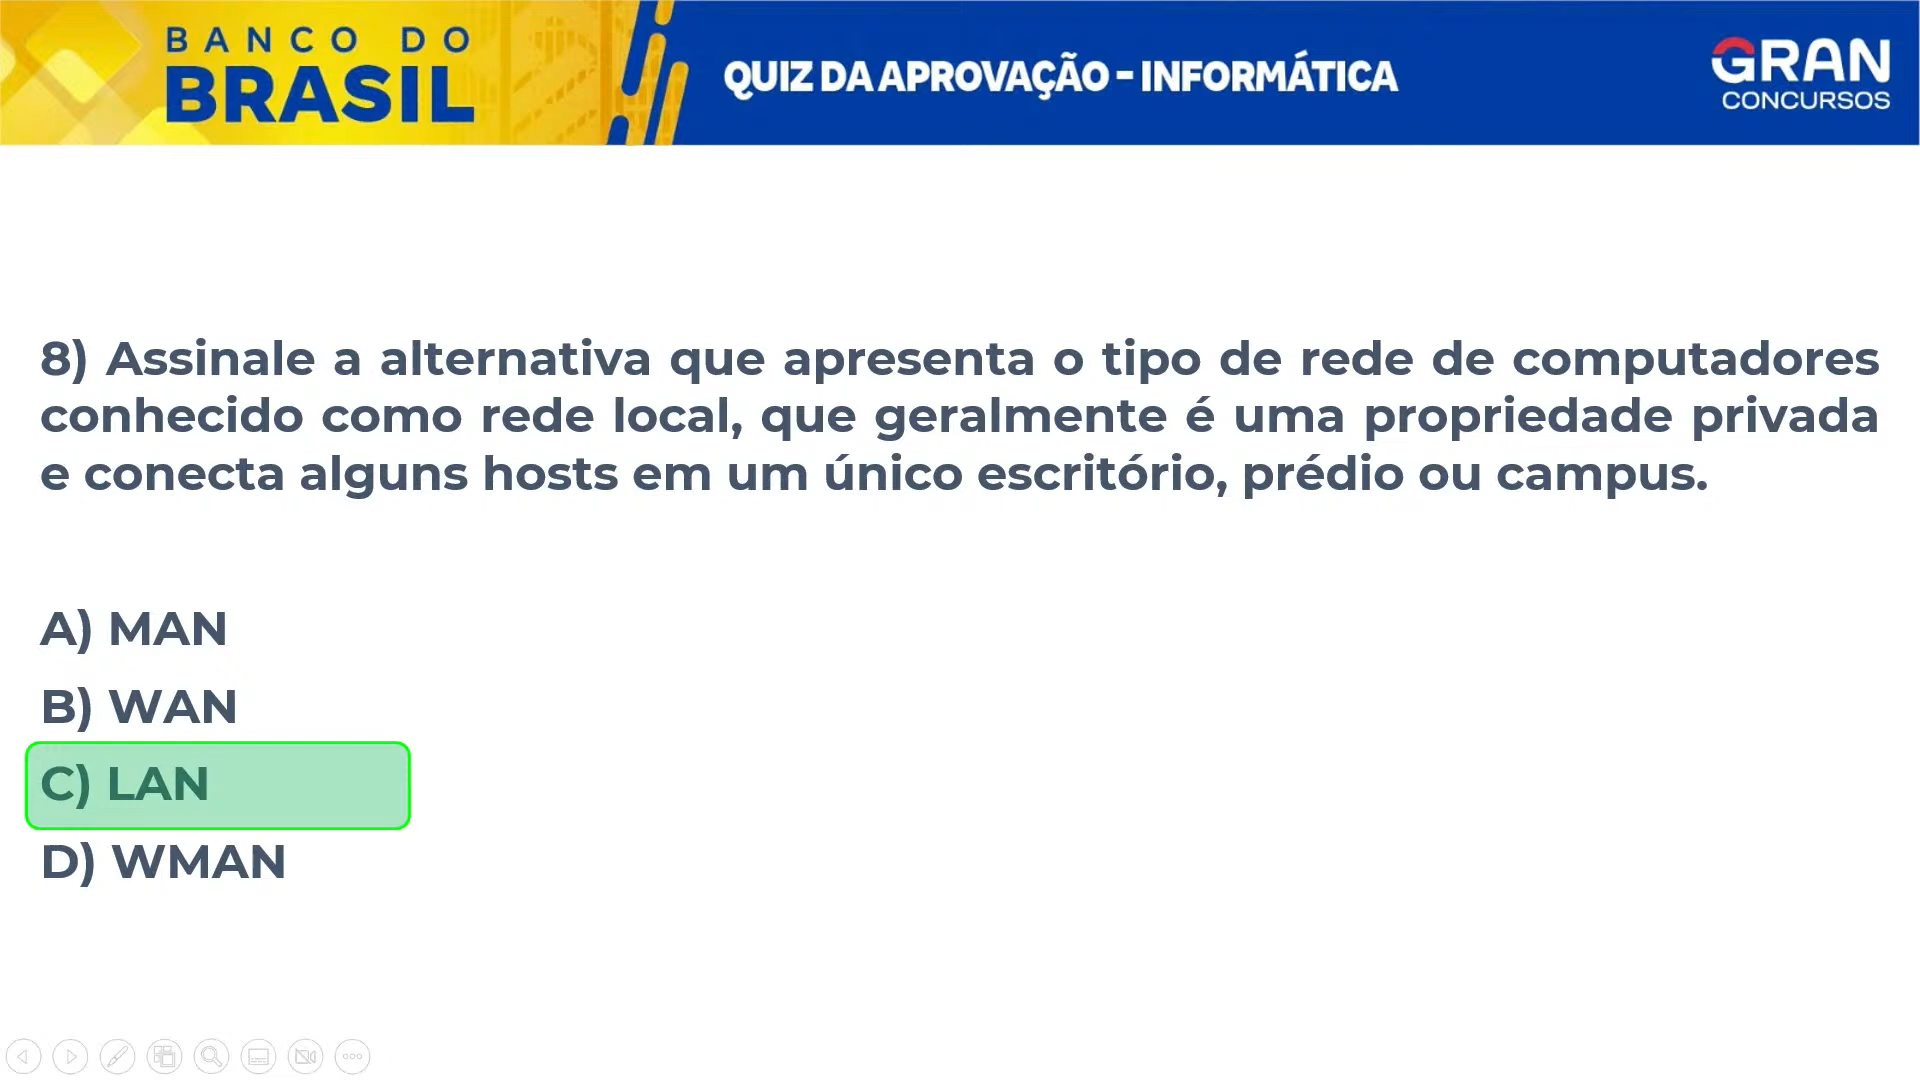 BANCO DO
BRASIL
QUIZ DA APROVAÇÃO - INFORMÁTICA
GRAN
CONCURSOS
8) Assinale a alternativa que apresenta o tipo de rede de computadores
conhecido como rede local, que geralmente é uma propriedade privada
e conecta alguns hosts em um único escritório, prédio ou campus.
A) MAN
B) WAN
C) LAN
D) WMAN